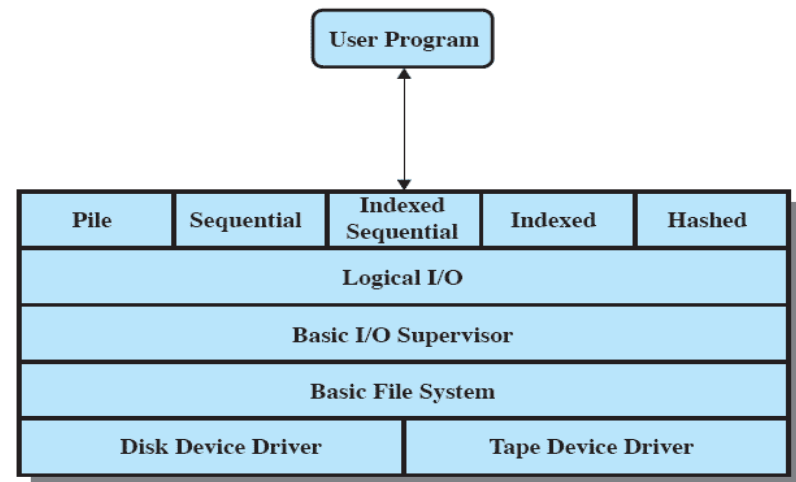 User Program
Pile
Sequential
Indexed
Sequential
Indexed
Hashed
Logical I/O
Basic I/O Supervisor
Basic File System
Disk Device Driver
Tape Device Driver